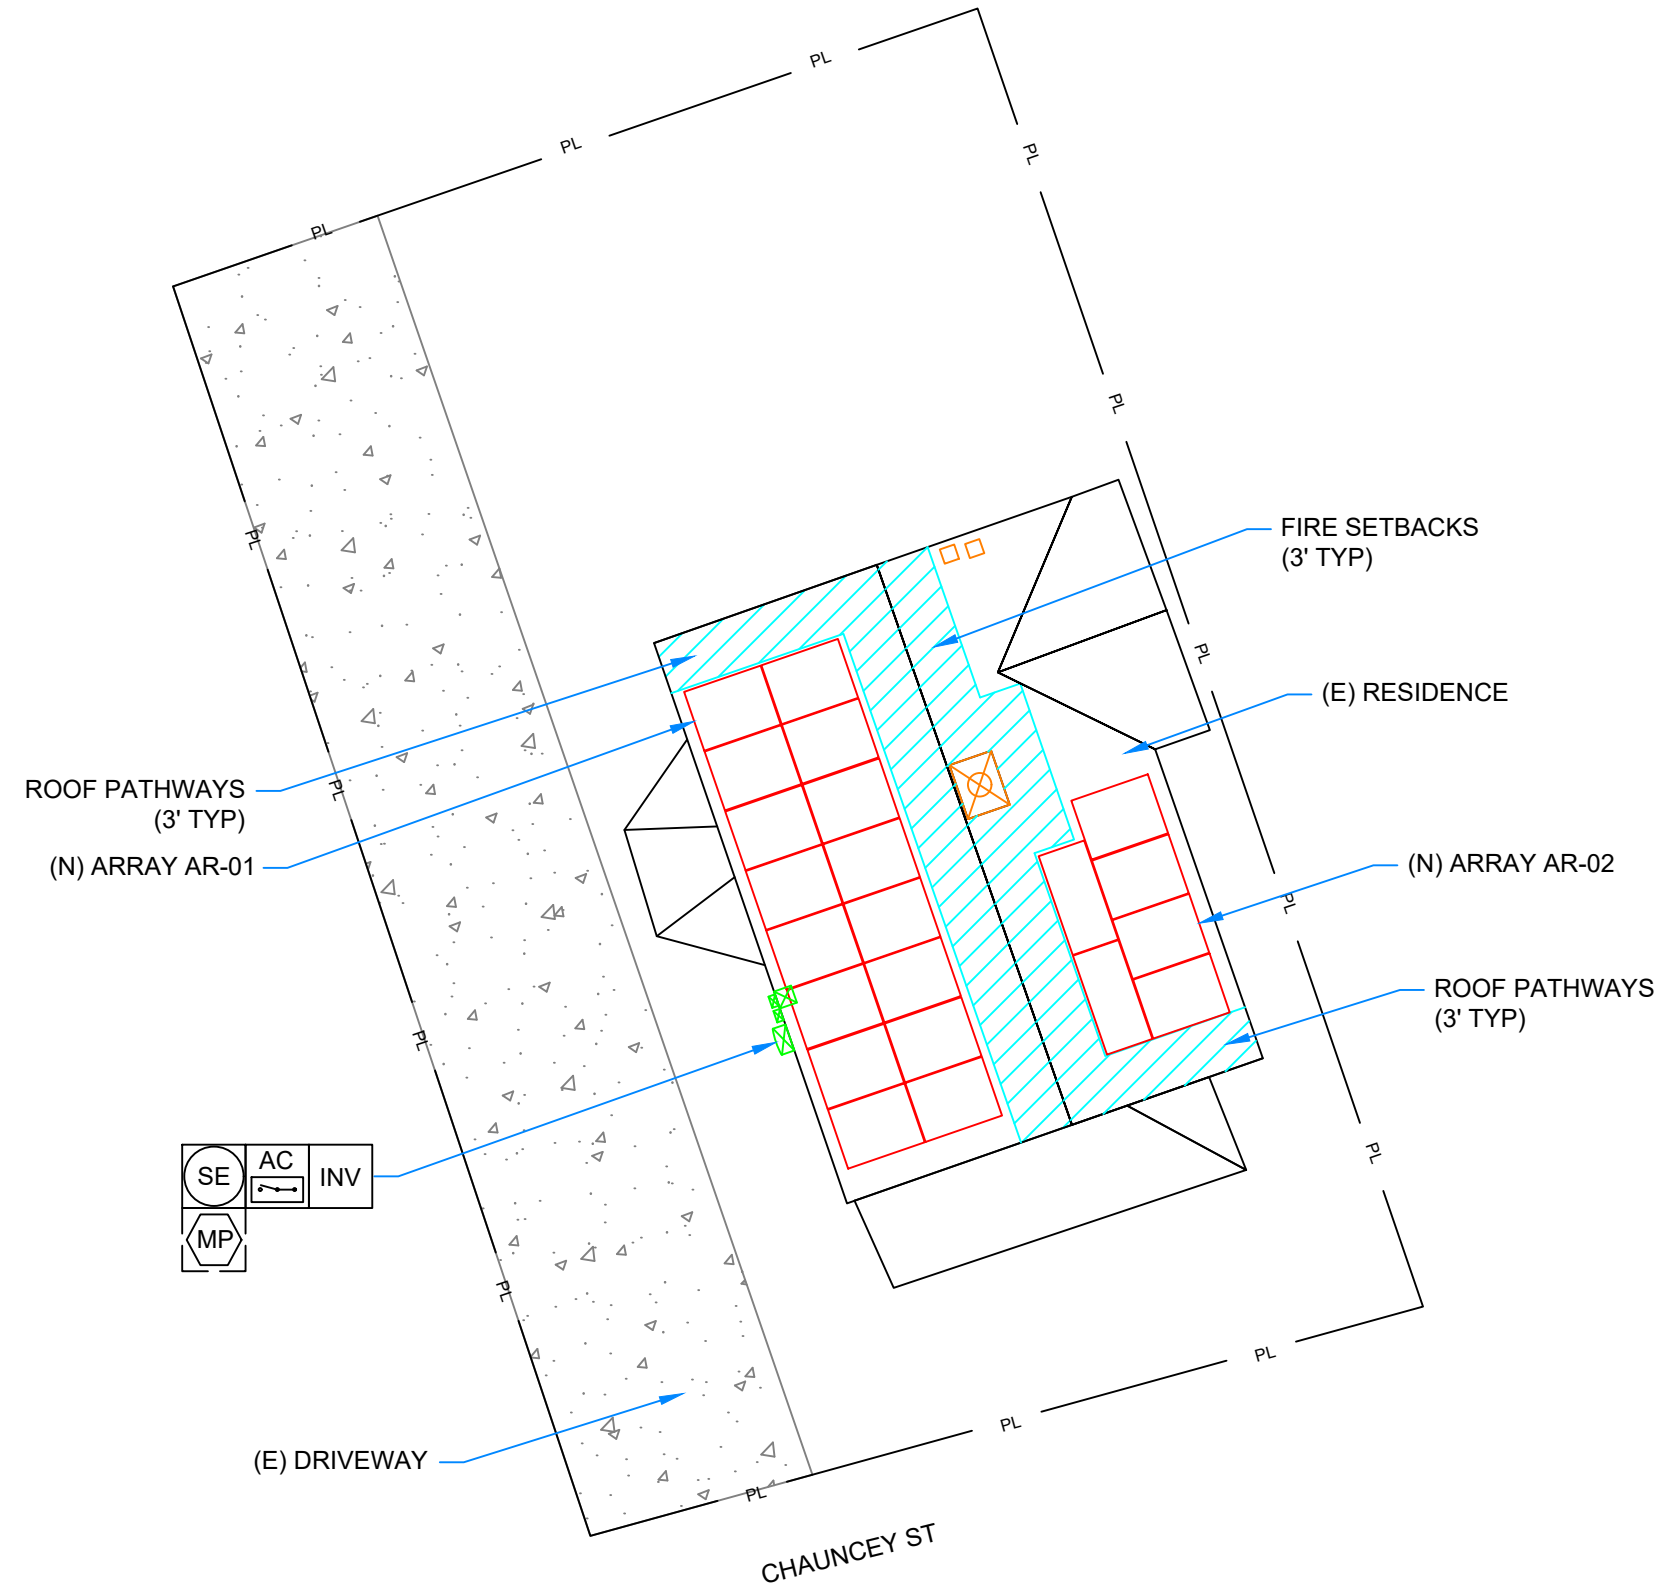 PL
PL
PL
PL
PL
FIRE SETBACKS
(3' TYP)
PL
PL
(E) RESIDENCE
ROOF PATHWAYS
(3' TYP)
PL
(N) ARRAY AR-01
(N) ARRAY AR-02
PL
ROOF PATHWAYS
(3' TYP)
PL
SE
AC
INV
MP
PL
PL
PL
PL
(E) DRIVEWAY
PL
CHAUNCEY ST